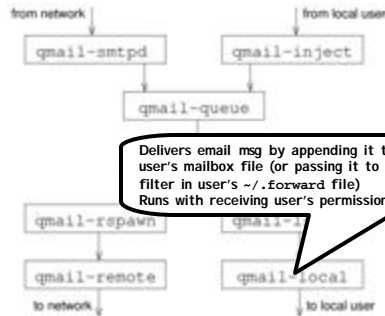 from network from local user
qmail-smtpd qmail-inject
qmail-queue
Delivers email msg by appending it t
user's mailbox file (or passing it to
filter in user's ~/.forward file)
Runs with receiving user's permission
qmail-rspawn qmail-l
qmail-remote qmail-local
to network to local user